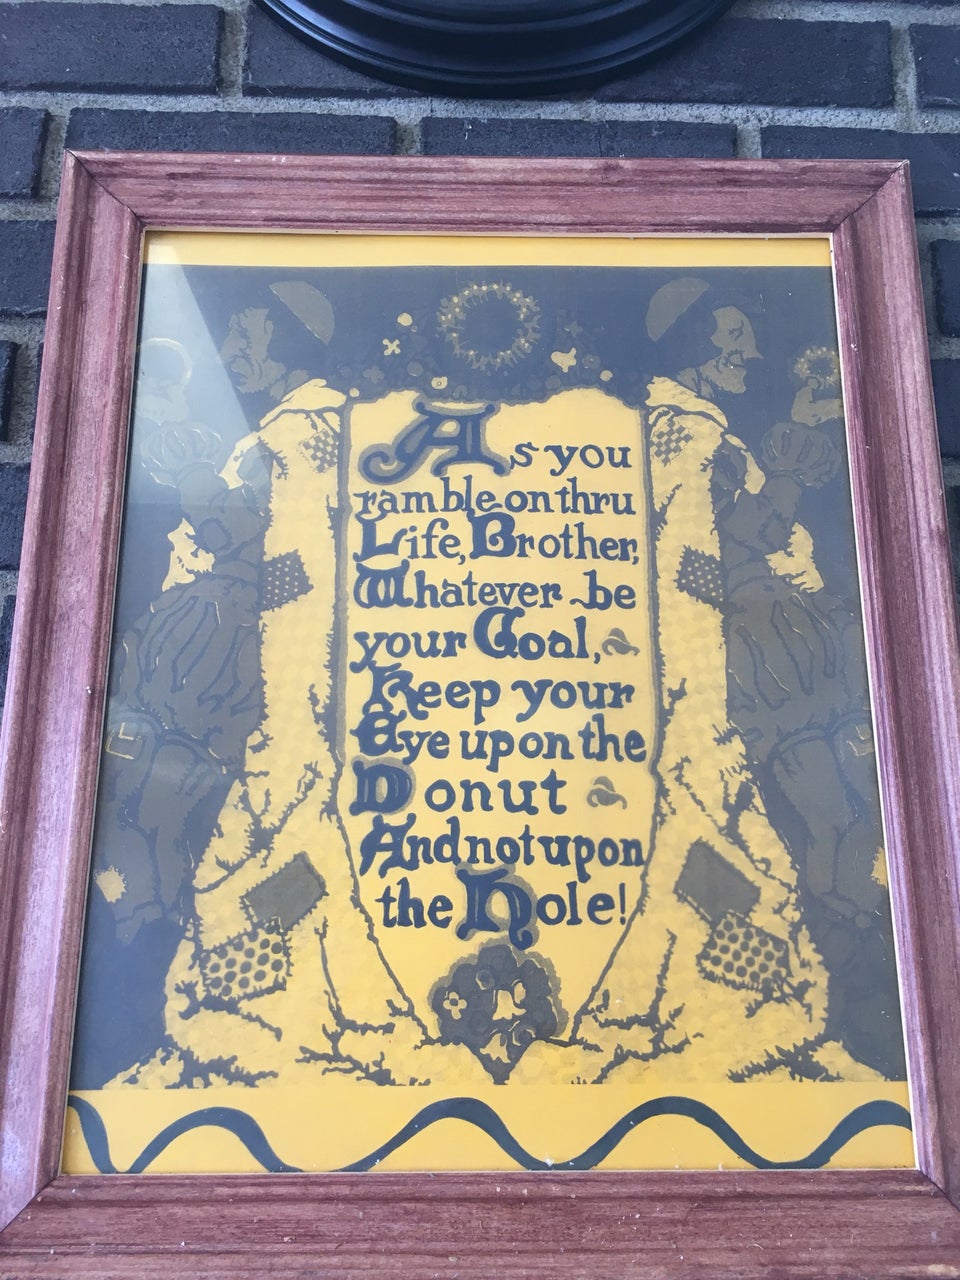 As you
ramble on thru
Life, Brother,
Whatever be
your Goal,
Keep your
Eye upon the
Donut
And not upon
the Hole!